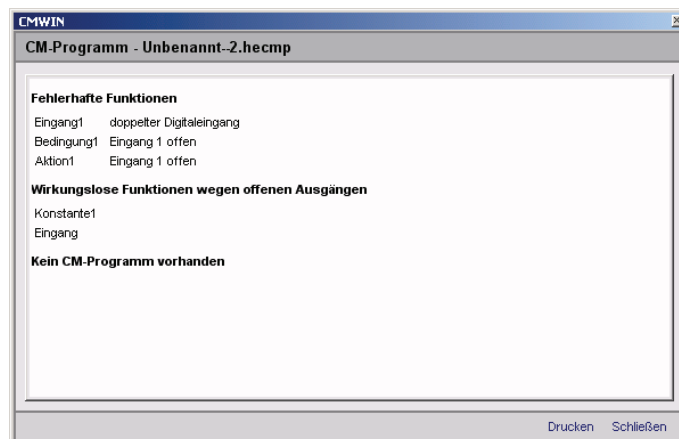 CMWIN
CM-Programm - Unbenannt--2.hecmp
Fehlerhafte Funktionen
Eingang1 doppelter Digitaleingang
Bedingung1 Eingang 1 offen
Aktion1 Eingang 1 offen
Wirkungslose Funktionen wegen offenen Ausgängen
Konstante1
Eingang
Kein CM-Programm vorhanden
Drucken Schließen